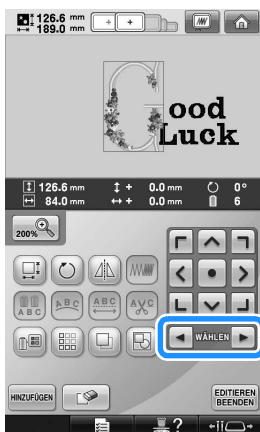 126.6 mm
189.0 mm
Good
Luck
126.6 mm + 0.0 mm 0°
84.0 mm + 0.0 mm 6
200%
ABC ABC ABC AVC
WÄHLEN
HINZUFÜGEN
EDITIEREN
BEENDEN
?